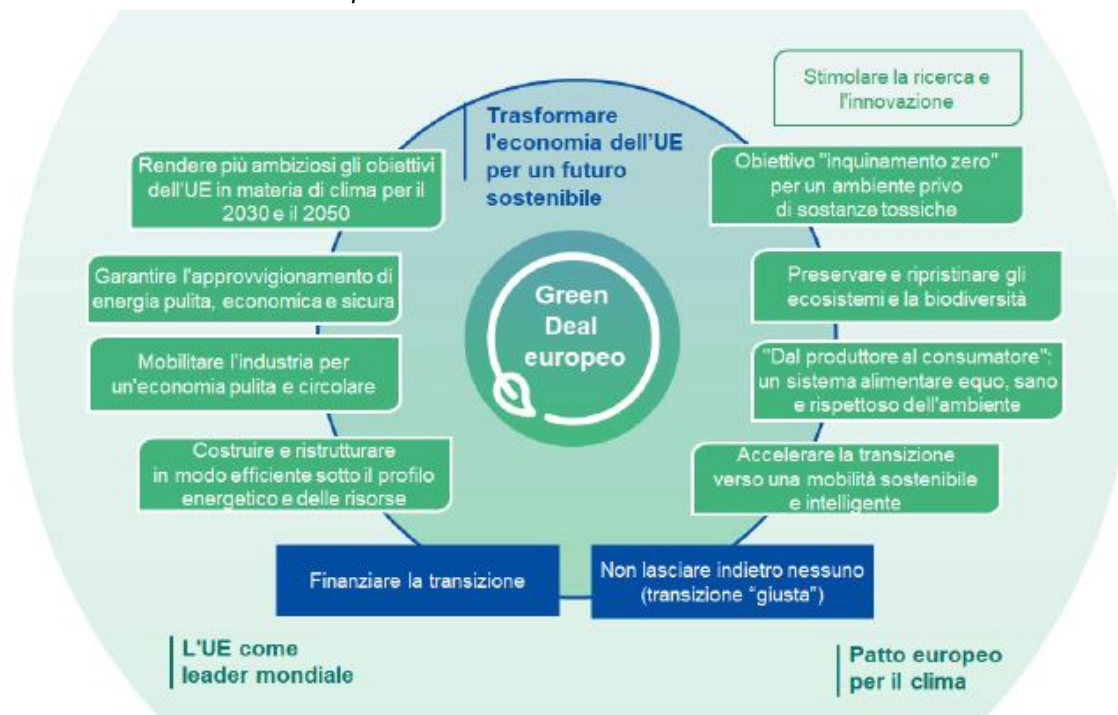 Stimolare la ricerca e
l'innovazione
Trasformare
l'economia dell'UE
per un futuro
sostenibile
Rendere più ambiziosi gli obiettivi
dell'UE in materia di clima per il
2030 e il 2050
Obiettivo "inquinamento zero"
per un ambiente privo
di sostanze tossiche
Garantire l'approvvigionamento di
energia pulita, economica e sicura
Preservare e ripristinare gli
ecosistemi e la biodiversità
Green
Deal
europeo
Mobilitare l'industria per
un'economia pulita e circolare
"Dal produttore al consumatore":
un sistema alimentare equo, sano
e rispettoso dell'ambiente
Costruire e ristrutturare
in modo efficiente sotto il profilo
energetico e delle risorse
Accelerare la transizione
verso una mobilità sostenibile
e intelligente
Finanziare la transizione
Non lasciare indietro nessuno
(transizione "giusta")
L'UE come
leader mondiale
Patto europeo
per il clima